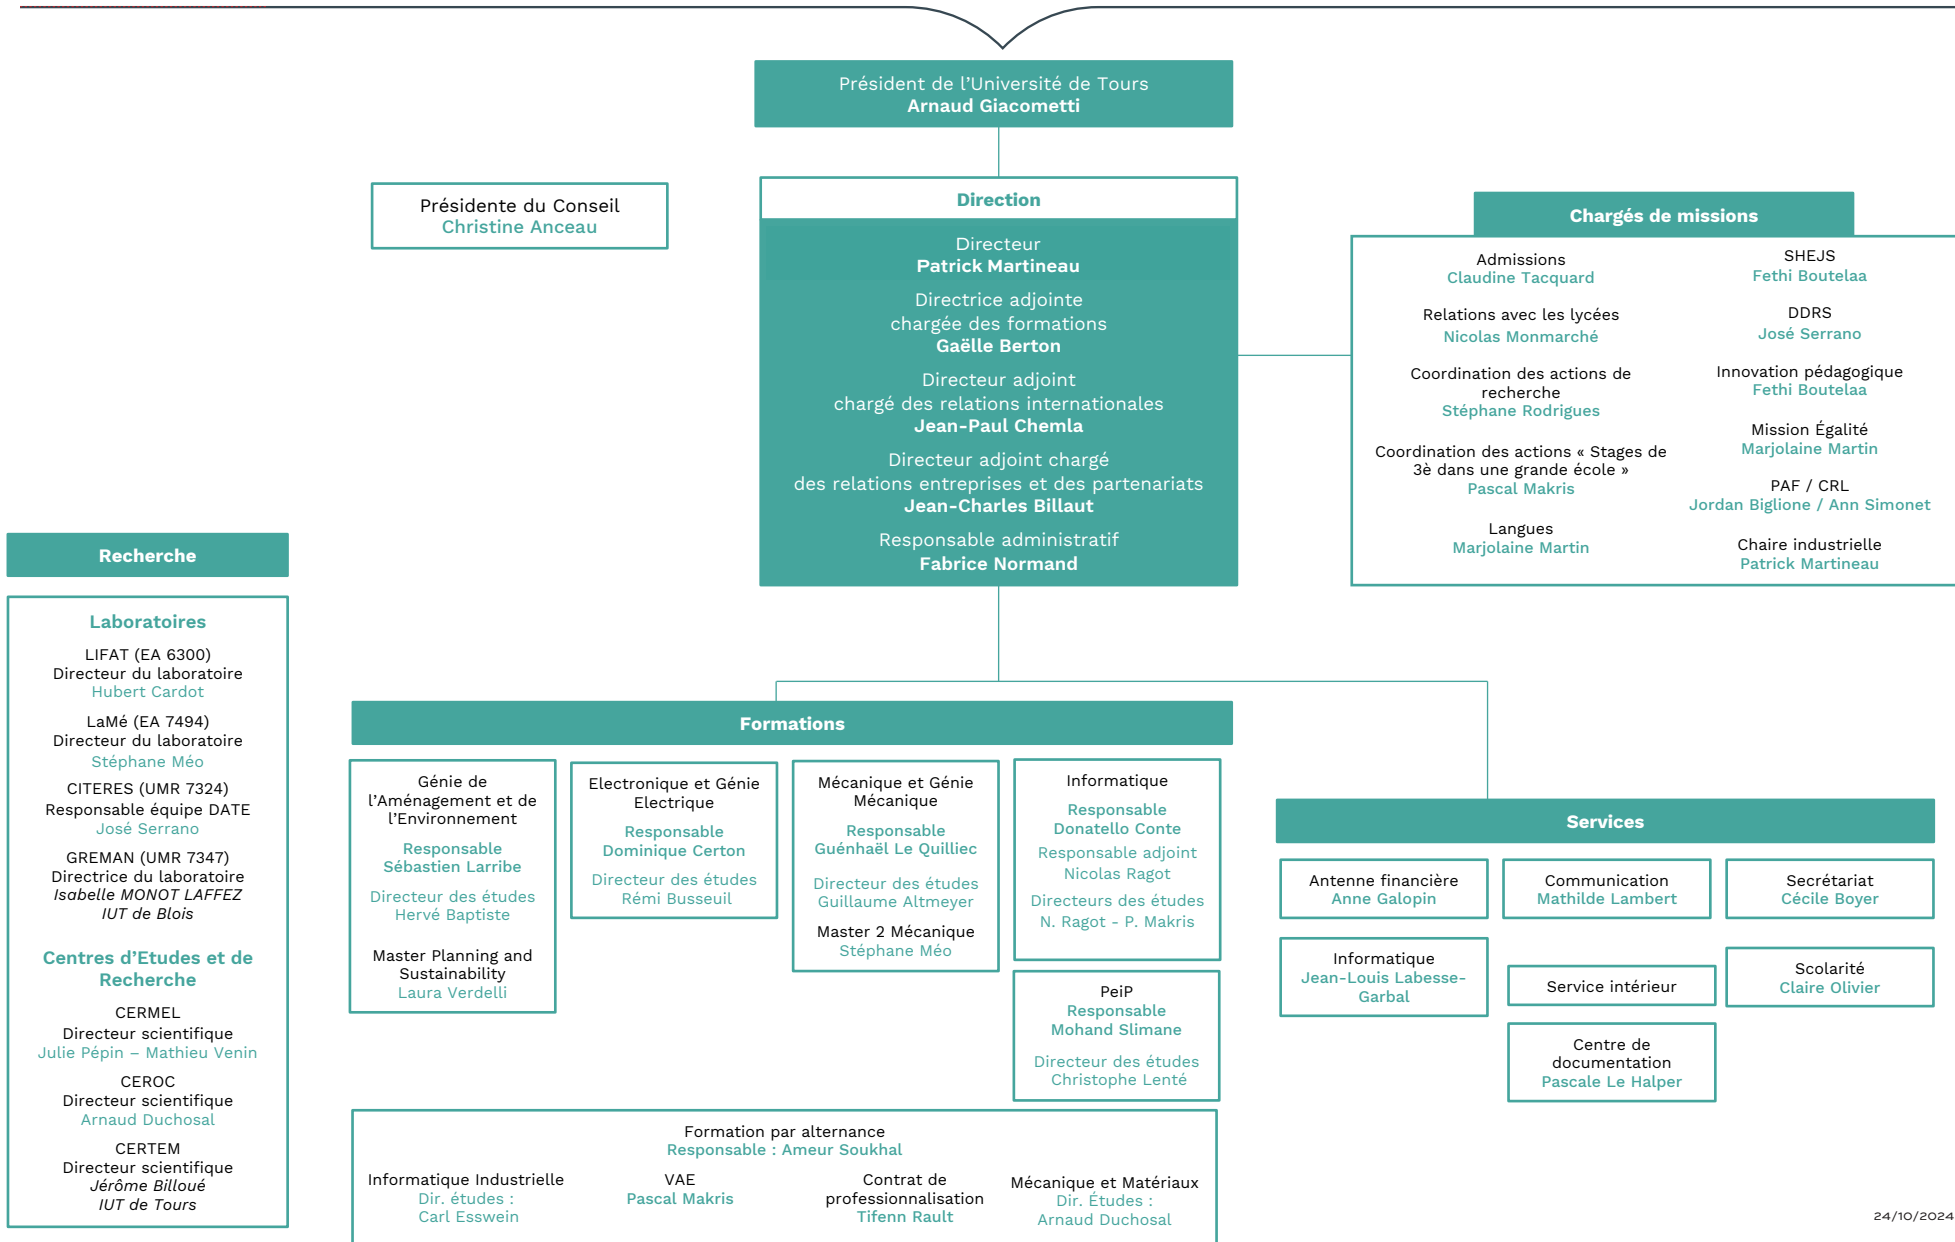 Président de l’Université de Tours
Arnaud Giacometti
Présidente du Conseil
Christine Anceau
Direction
Directeur
Patrick Martineau
Directrice adjointe
chargée des formations
Gaëlle Berton
Directeur adjoint
chargé des relations internationales
Jean-Paul Chemla
Directeur adjoint chargé
des relations entreprises et des partenariats
Jean-Charles Billaut
Responsable administratif
Fabrice Normand
Chargés de missions
Admissions
Claudine Tacquard
Relations avec les lycées
Nicolas Monmarché
Coordination des actions de
recherche
Stéphane Rodrigues
Coordination des actions « Stages de
3è dans une grande école »
Pascal Makris
Langues
Marjolaine Martin
SHEJS
Fethi Boutelaa
DDRS
José Serrano
Innovation pédagogique
Fethi Boutelaa
Mission Égalité
Marjolaine Martin
PAF / CRL
Jordan Biglione / Ann Simonet
Chaire industrielle
Patrick Martineau
Recherche
Laboratoires
LIFAT (EA 6300)
Directeur du laboratoire
Hubert Cardot
LaMé (EA 7494)
Directeur du laboratoire
Stéphane Méo
CITERES (UMR 7324)
Responsable équipe DATE
José Serrano
GREMAN (UMR 7347)
Directrice du laboratoire
Isabelle MONOT LAFFEZ
IUT de Blois
Centres d’Etudes et de
Recherche
CERMEL
Directeur scientifique
Julie Pépin – Mathieu Venin
CEROC
Directeur scientifique
Arnaud Duchosal
CERTEM
Directeur scientifique
Jérôme Billoué
IUT de Tours
Formations
Génie de
l’Aménagement et de
l’Environnement
Responsable
Sébastien Larribe
Directeur des études
Hervé Baptiste
Master Planning and
Sustainability
Laura Verdelli
Electronique et Génie
Electrique
Responsable
Dominique Certon
Directeur des études
Rémi Busseuil
Mécanique et Génie
Mécanique
Responsable
Guénhaël Le Quilliec
Directeur des études
Guillaume Altmeyer
Master 2 Mécanique
Stéphane Méo
Informatique
Responsable
Donatello Conte
Responsable adjoint
Nicolas Ragot
Directeurs des études
N. Ragot - P. Makris
PeiP
Responsable
Mohand Slimane
Directeur des études
Christophe Lenté
Formation par alternance
Responsable : Ameur Soukhal
Informatique Industrielle
Dir. études :
Carl Esswein
VAE
Pascal Makris
Contrat de
professionnalisation
Tifenn Rault
Mécanique et Matériaux
Dir. Études :
Arnaud Duchosal
Services
Antenne financière
Anne Galopin
Communication
Mathilde Lambert
Secrétariat
Cécile Boyer
Informatique
Jean-Louis Labesse-
Garbal
Service intérieur
Scolarité
Claire Olivier
Centre de
documentation
Pascale Le Halper
24/10/2024